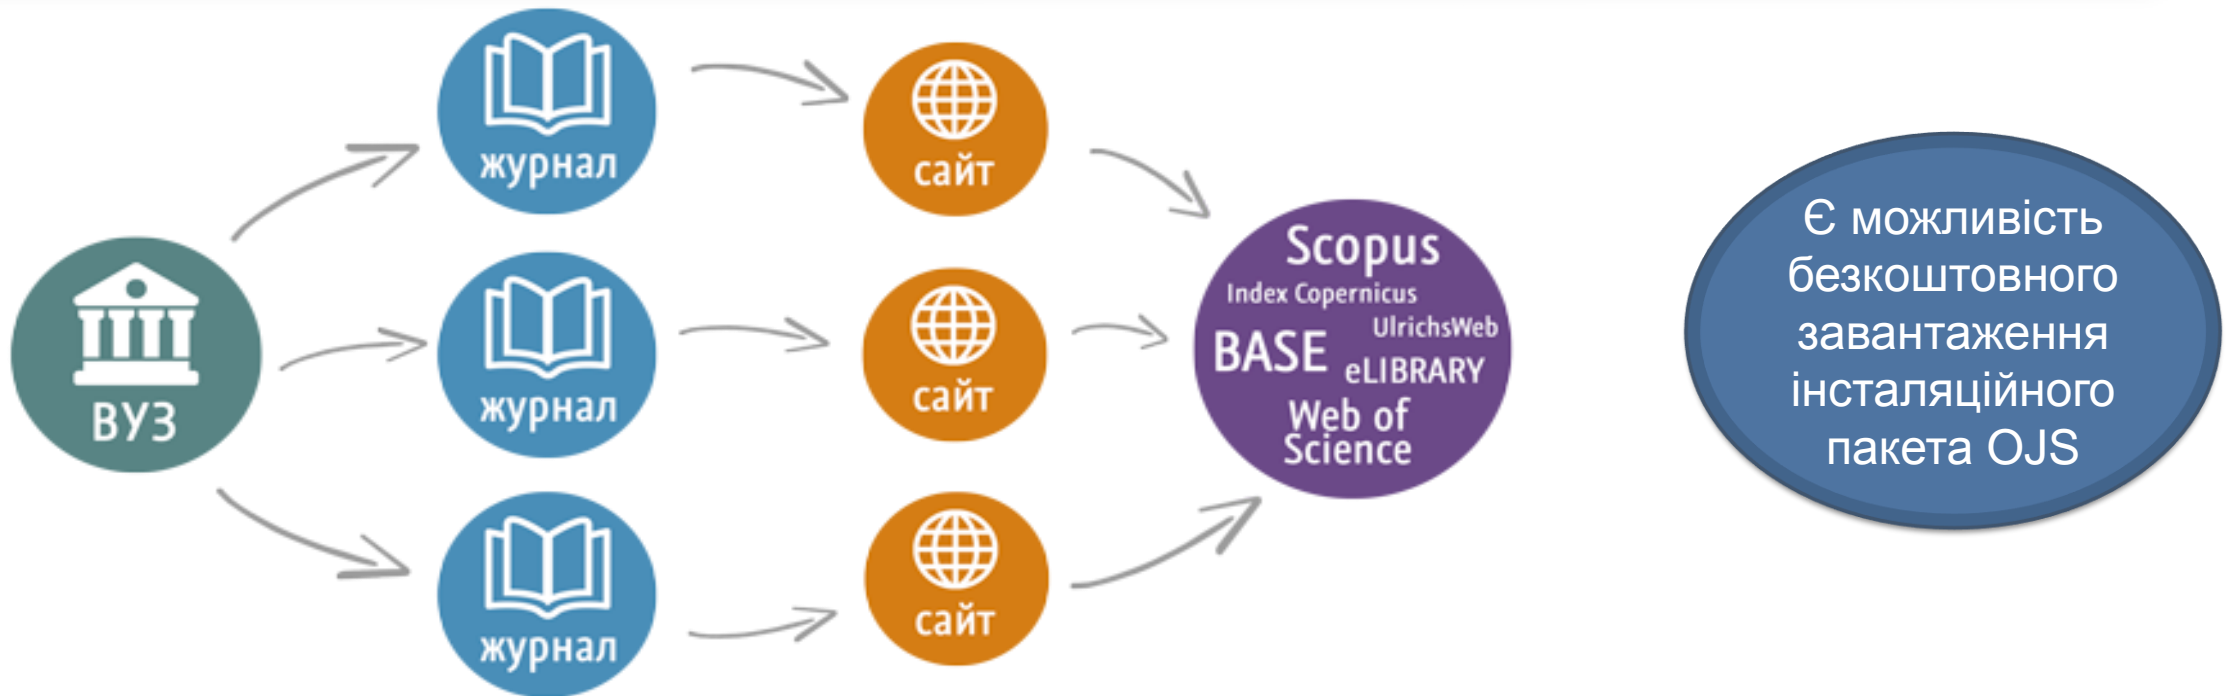 ВУЗ
журнал
сайт
журнал
сайт
журнал
сайт
Scopus
Index Copernicus
UlrichsWeb
BASE
eLIBRARY
Web of
Science
Є можливість
безкоштовного
завантаження
інсталяційного
пакета OJS